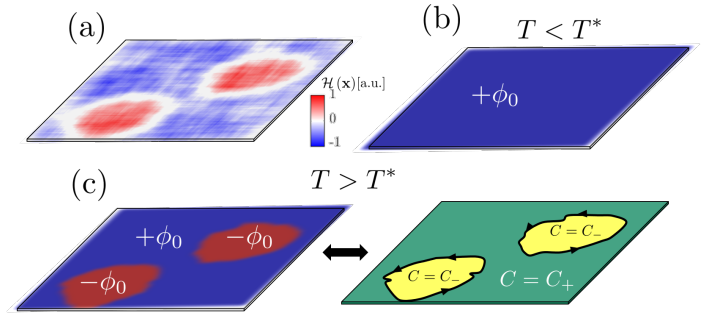 (a)
ℋ(𝐱)[a.u.]
1
0
-1
(b)
T < T*
+ϕ₀
(c)
T > T*
+ϕ₀
−ϕ₀
−ϕ₀
C = C₋
C = C₋
C = C₊